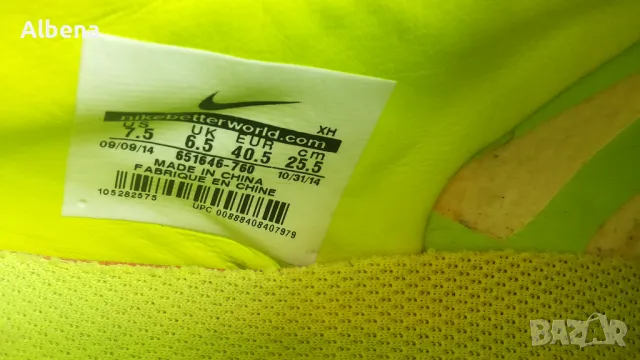 Albena
nikebetterworld.com
XH
US UK EUR cm
7.5 6.5 40.5 25.5
09/09/14 651646-760 10/31/14
MADE IN CHINA
FABRIQUE EN CHINE
105282575
UPC 00888408407979
BAZAR.bg